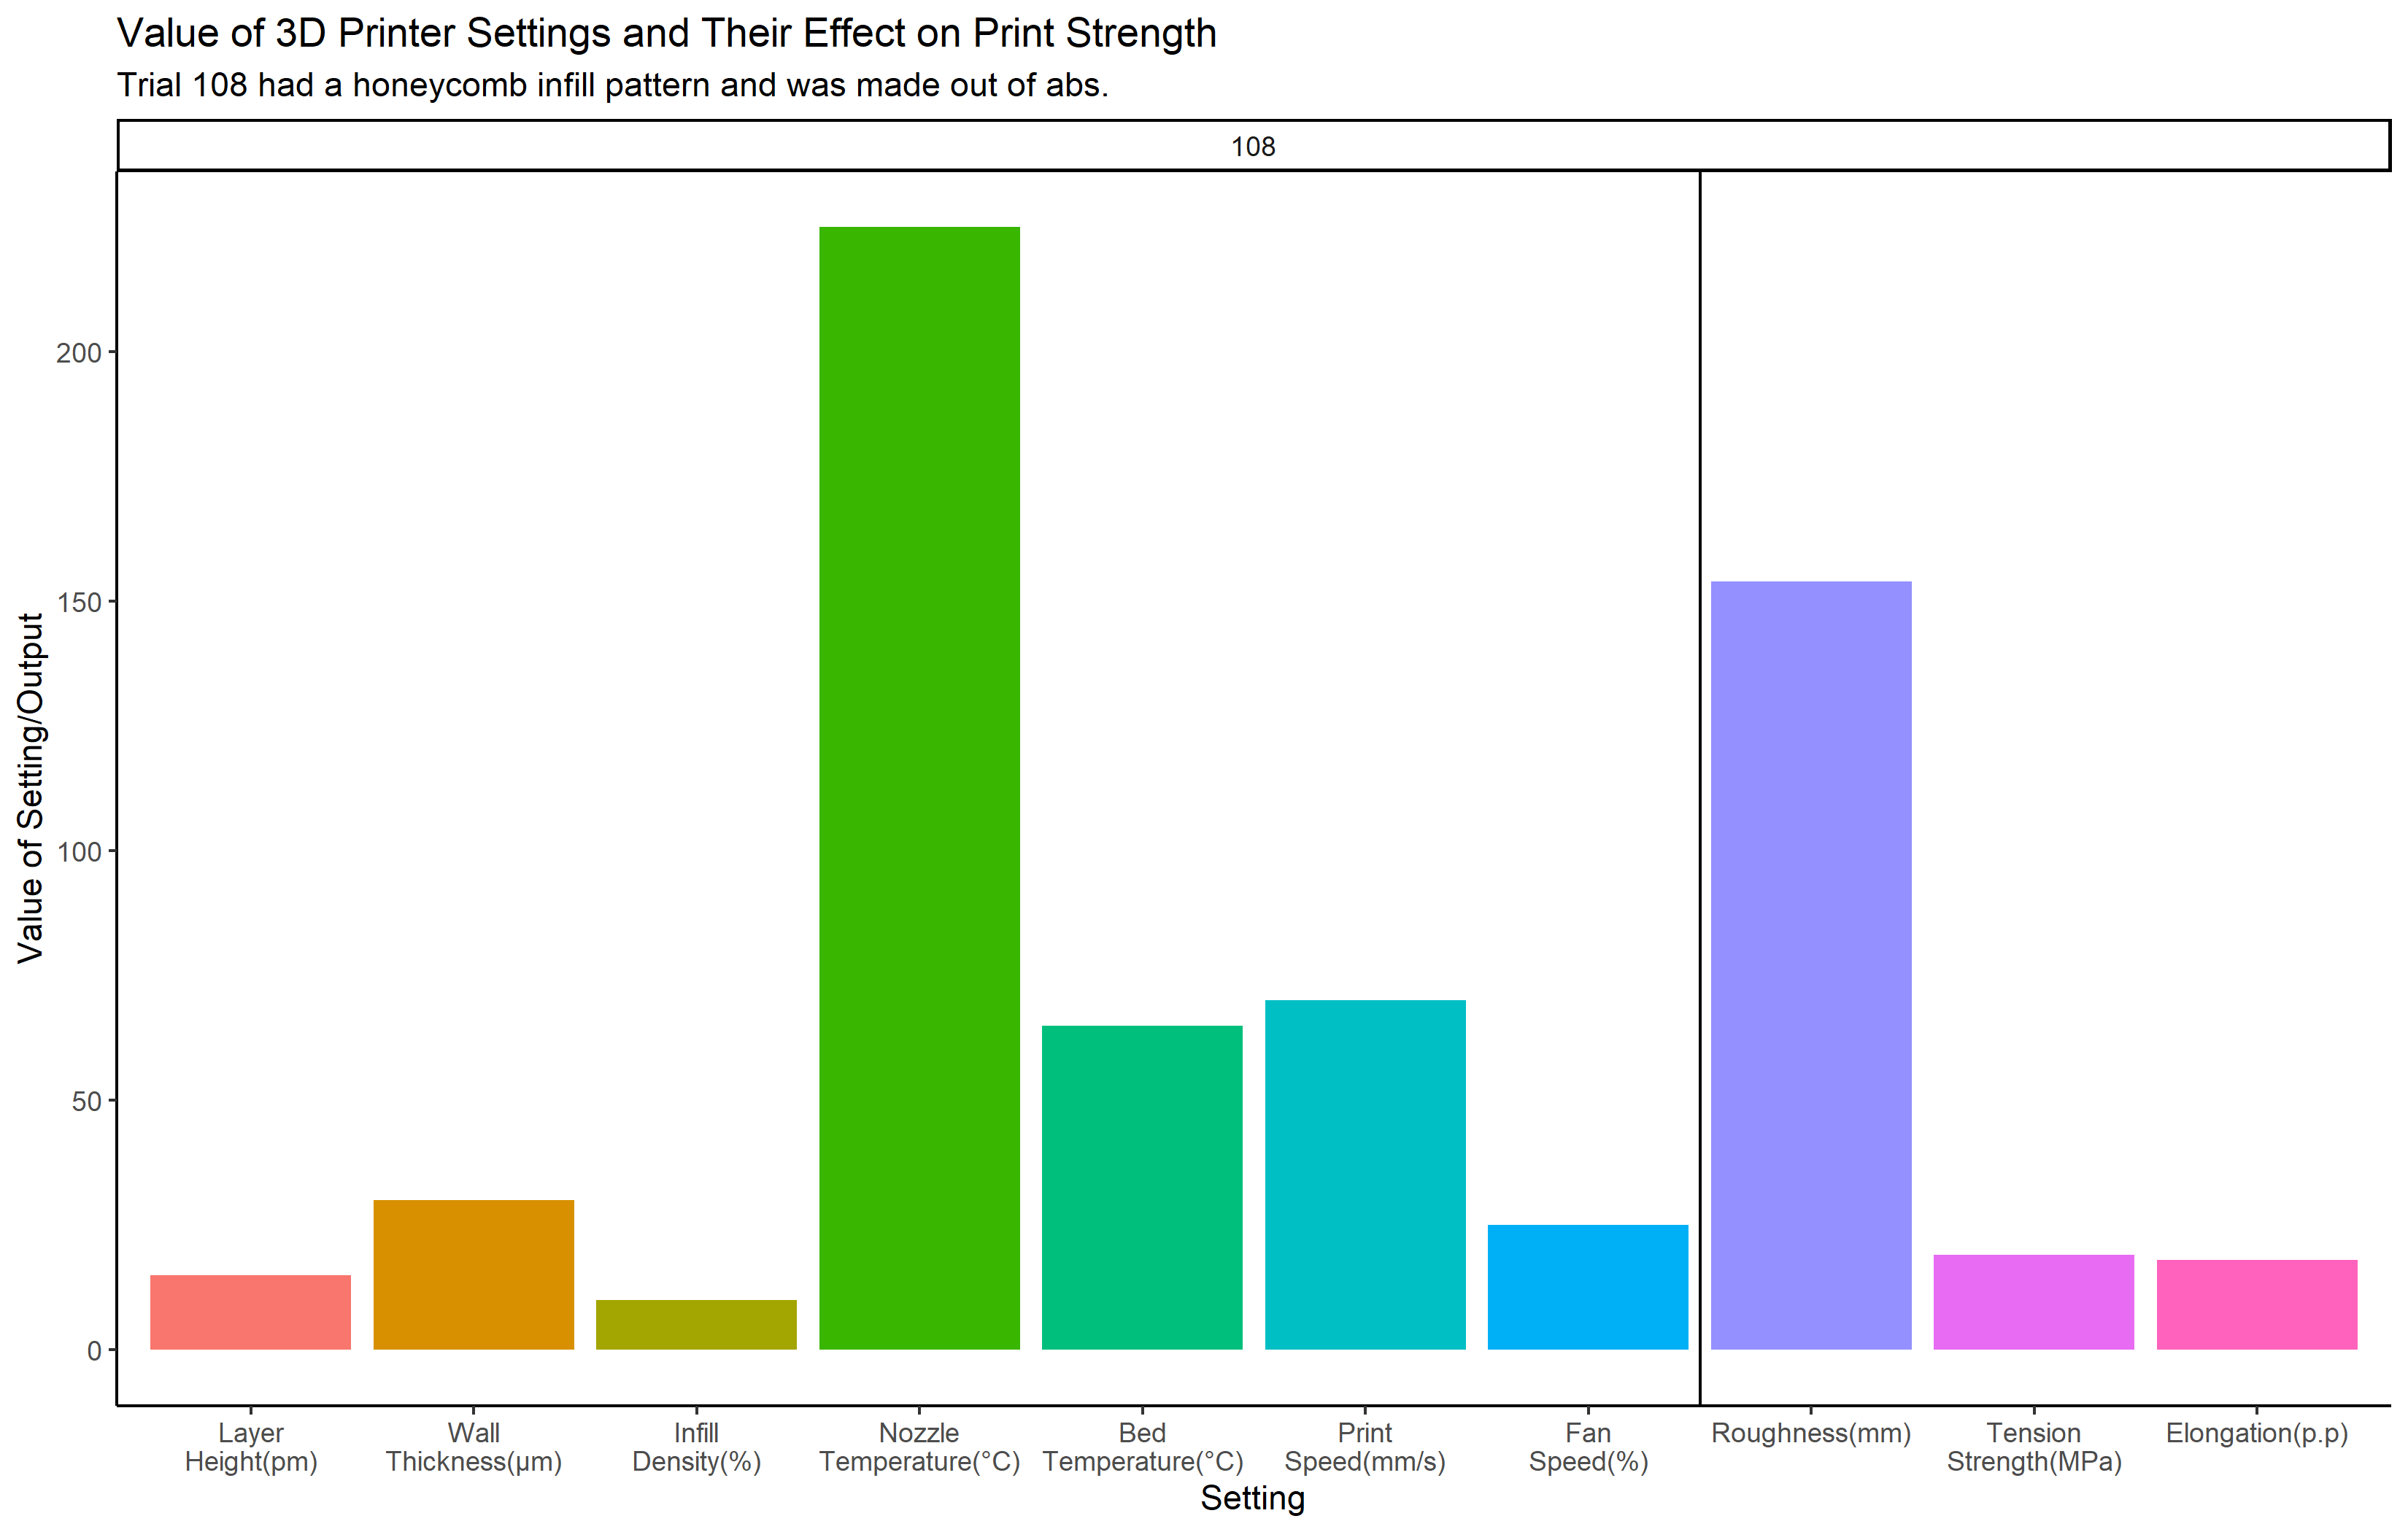 Value of 3D Printer Settings and Their Effect on Print Strength
Trial 108 had a honeycomb infill pattern and was made out of abs.
108
Value of Setting/Output
200
150
100
50
0
Layer
Height(pm)
Wall
Thickness(µm)
Infill
Density(%)
Nozzle
Temperature(°C)
Bed
Temperature(°C)
Print
Speed(mm/s)
Fan
Speed(%)
Roughness(mm)
Tension
Strength(MPa)
Elongation(p.p)
Setting